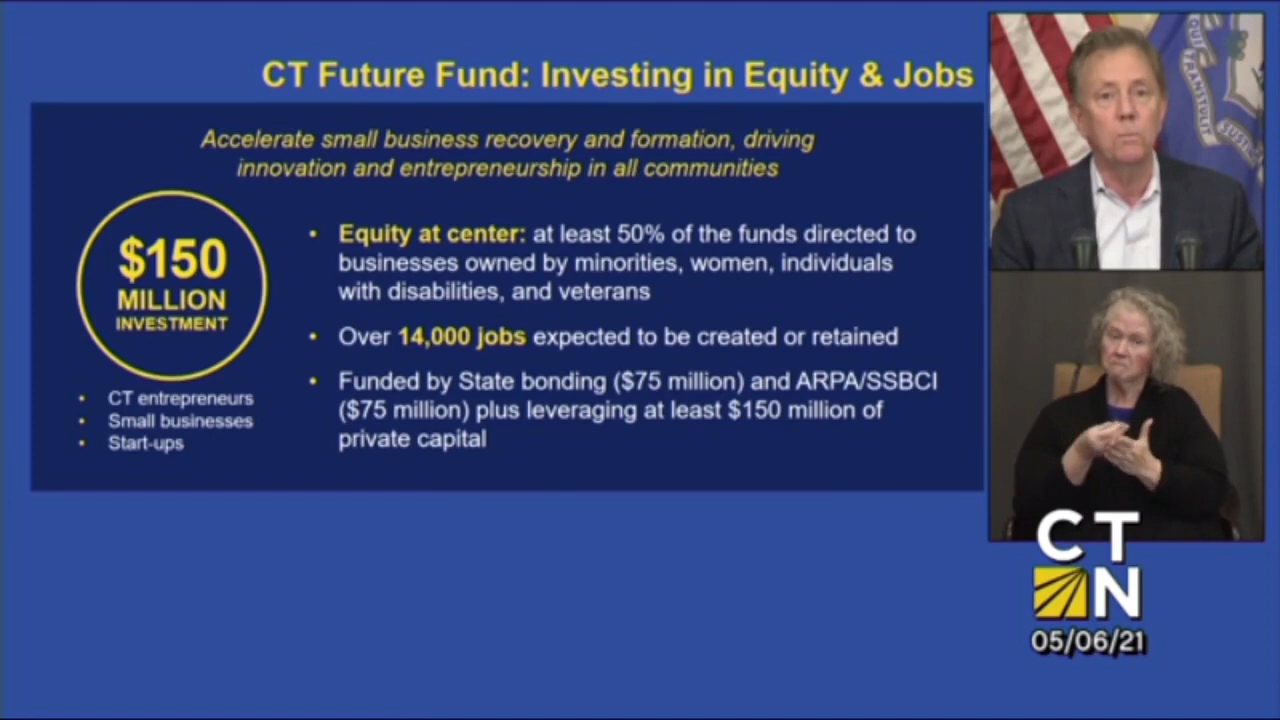 CT Future Fund: Investing in Equity & Jobs
Accelerate small business recovery and formation, driving
innovation and entrepreneurship in all communities
$150
MILLION
INVESTMENT
• CT entrepreneurs
• Small businesses
• Start-ups
• Equity at center: at least 50% of the funds directed to
businesses owned by minorities, women, individuals
with disabilities, and veterans
• Over 14,000 jobs expected to be created or retained
• Funded by State bonding ($75 million) and ARPA/SSBCI
($75 million) plus leveraging at least $150 million of
private capital
QUI TRANSTULIT
SUS
CT
N
05/06/21